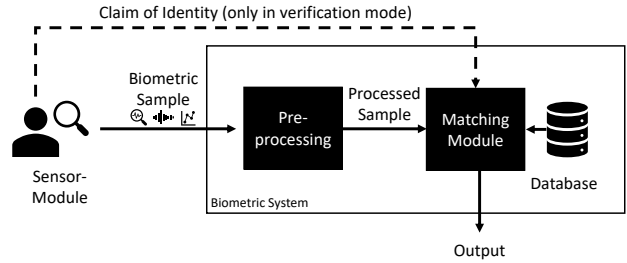 Claim of Identity (only in verification mode)
Biometric
Sample
Pre-
processing
Processed
Sample
Matching
Module
Database
Sensor-
Module
Biometric System
Output